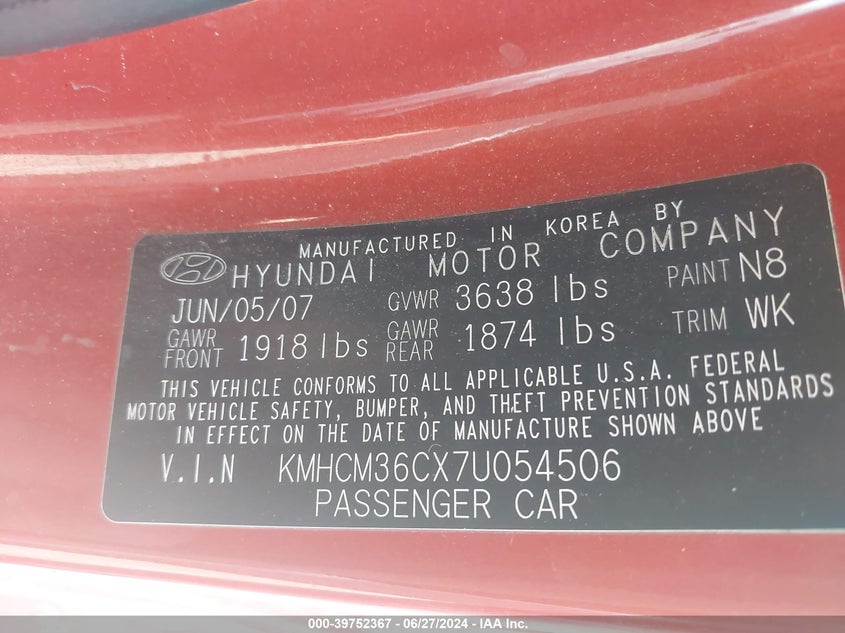 MANUFACTURED IN KOREA BY
HYUNDAI MOTOR COMPANY
JUN/05/07 GVWR 3638 lbs PAINT N8
GAWR FRONT 1918 lbs GAWR REAR 1874 lbs TRIM WK
THIS VEHICLE CONFORMS TO ALL APPLICABLE U.S.A. FEDERAL
MOTOR VEHICLE SAFETY, BUMPER, AND THEFT PREVENTION STANDARDS
IN EFFECT ON THE DATE OF MANUFACTURE SHOWN ABOVE
V.I.N KMHCM36CX7U054506
PASSENGER CAR
000-39752367 - 06/27/2024 - IAA Inc.